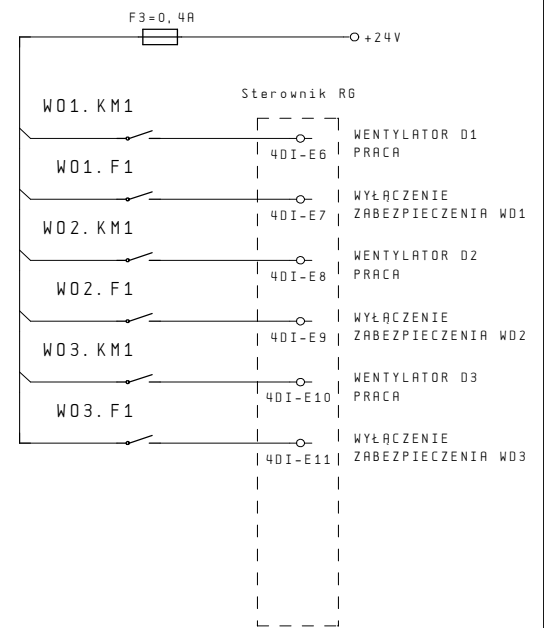 F3=0,4A
+24V
Sterownik RG
W01.KM1
4DI-E6
WENTYLATOR D1
PRACA
W01.F1
4DI-E7
WYŁĄCZENIE
ZABEZPIECZENIA WD1
W02.KM1
4DI-E8
WENTYLATOR D2
PRACA
W02.F1
4DI-E9
WYŁĄCZENIE
ZABEZPIECZENIA WD2
W03.KM1
4DI-E10
WENTYLATOR D3
PRACA
W03.F1
4DI-E11
WYŁĄCZENIE
ZABEZPIECZENIA WD3